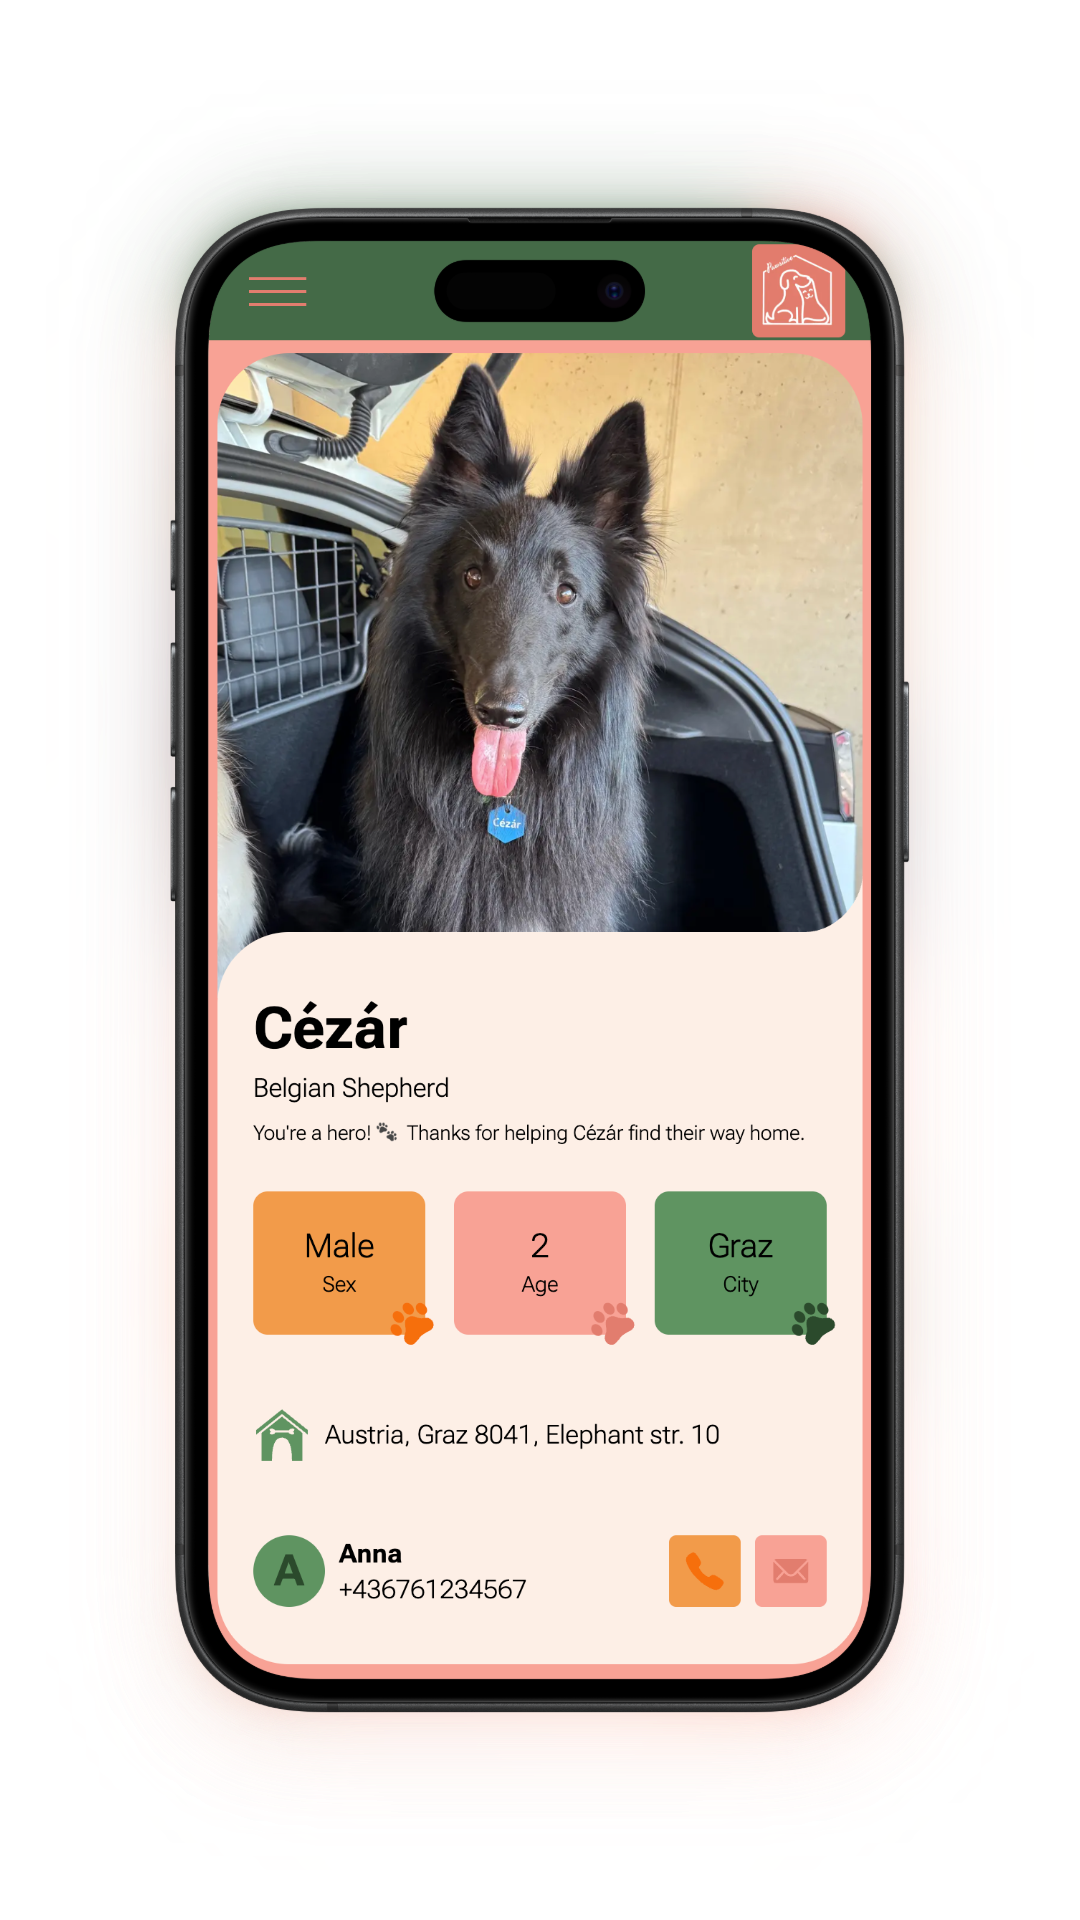 Pawsitive
Cézár
Cézár
Belgian Shepherd
You're a hero! 🐾 Thanks for helping Cézár find their way home.
Male
Sex
2
Age
Graz
City
Austria, Graz 8041, Elephant str. 10
A
Anna
+436761234567